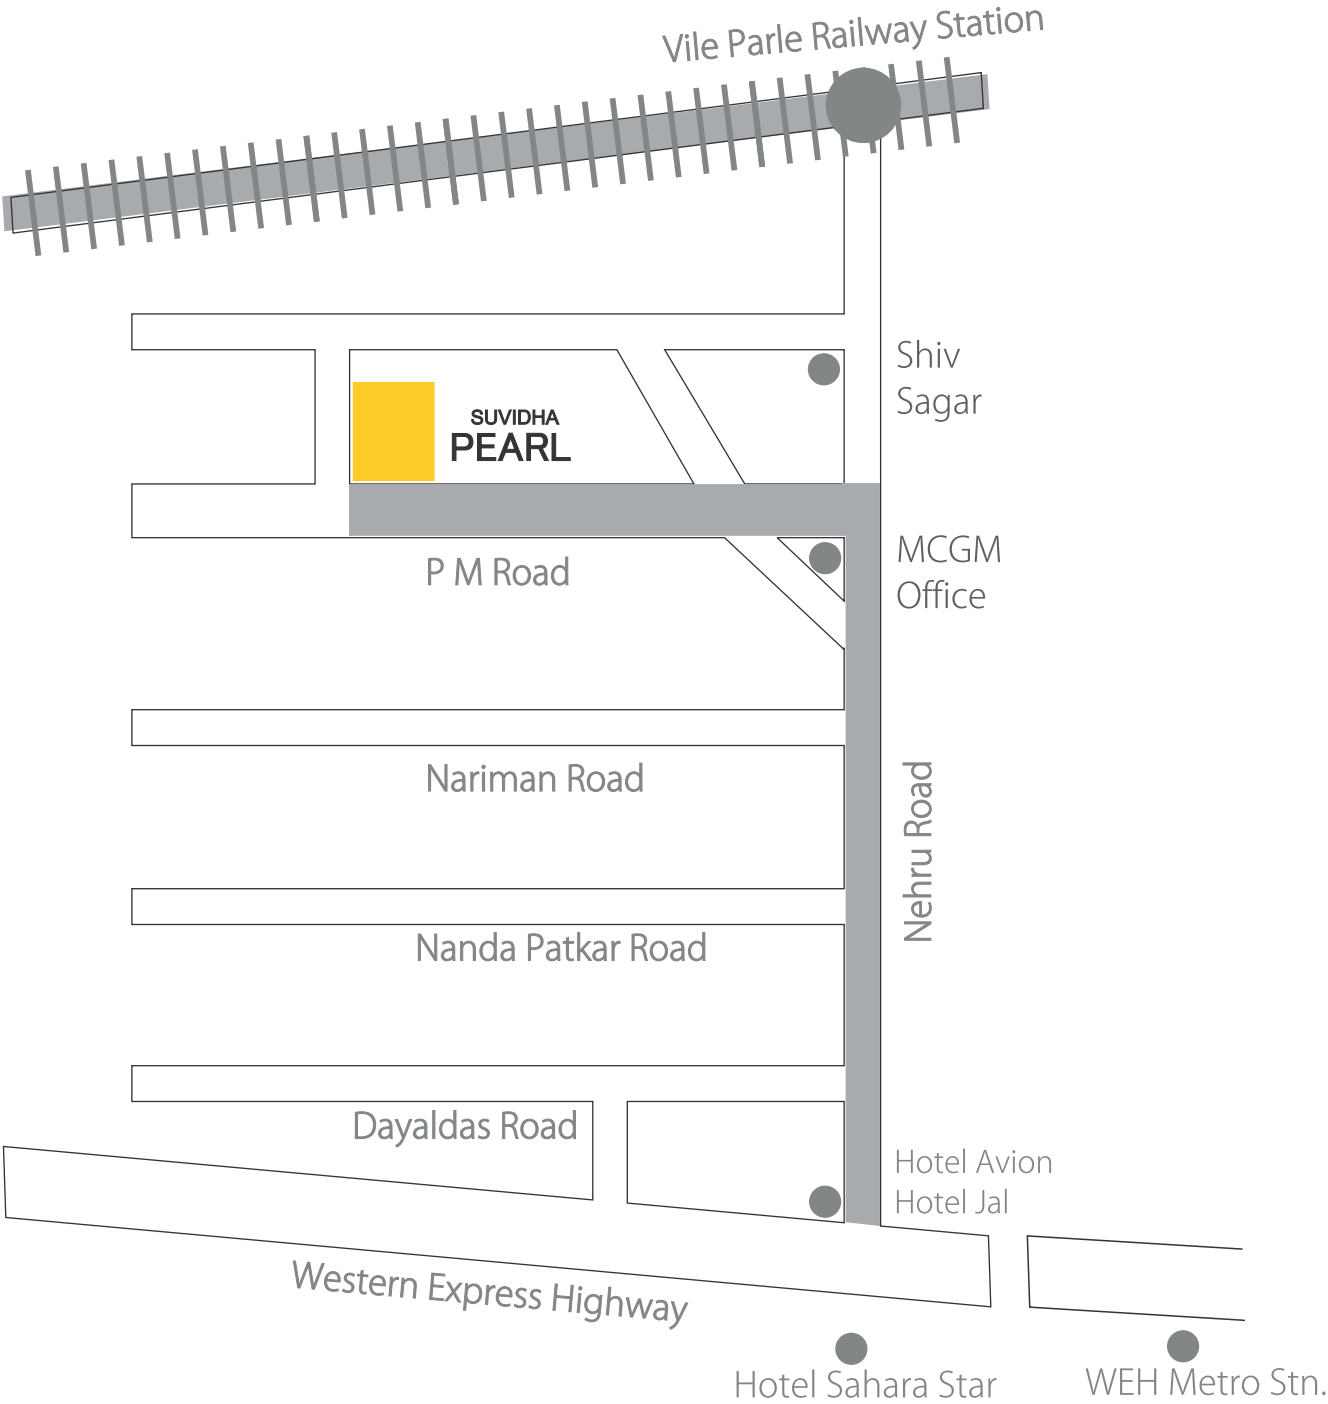 Vile Parle Railway Station
Shiv
Sagar
SUVIDHA
PEARL
MCGM
Office
P M Road
Nariman Road
Nehru Road
Nanda Patkar Road
Dayaldas Road
Hotel Avion
Hotel Jal
Western Express Highway
Hotel Sahara Star
WEH Metro Stn.